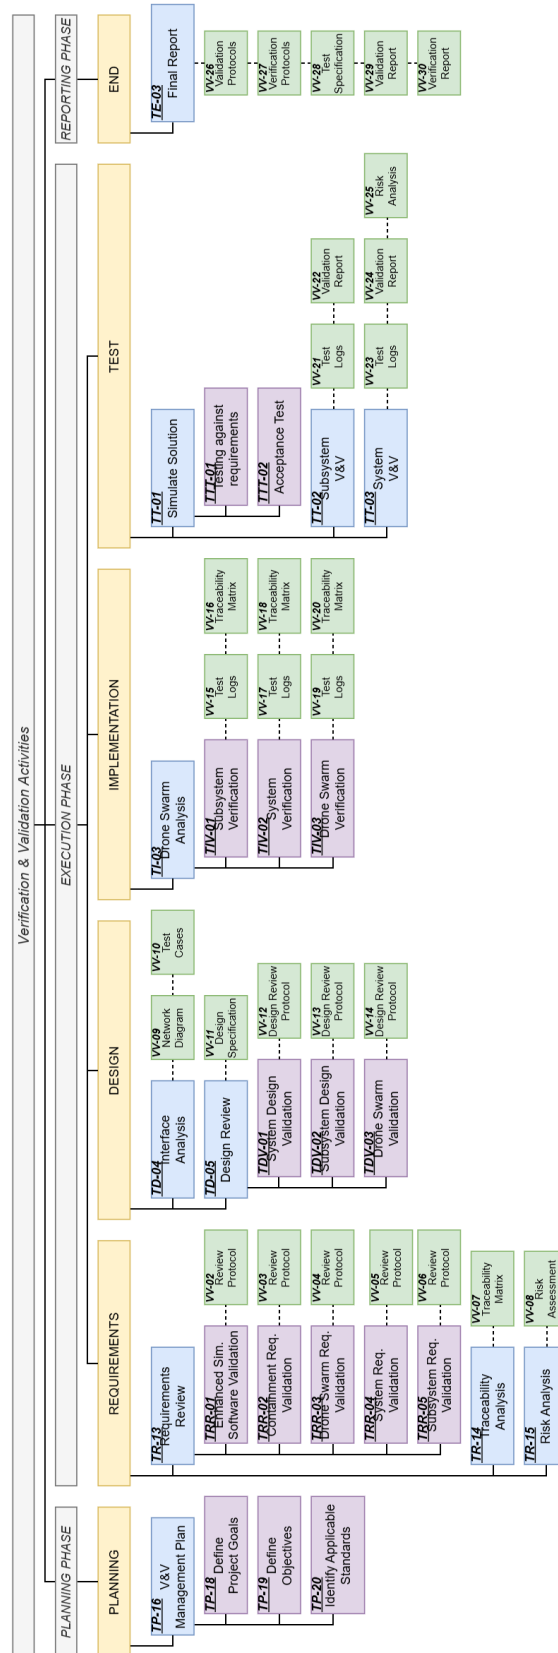 Verification & Validation Activities
PLANNING PHASE
EXECUTION PHASE
REPORTING PHASE
PLANNING
REQUIREMENTS
DESIGN
IMPLEMENTATION
TEST
END
TP-16
V&V
Management Plan
TP-18
Define
Project Goals
TP-19
Define
Objectives
TP-20
Identify Applicable
Standards
TR-13
Requirements
Review
TRR-01
Enhanced Sim.
Software Validation
VV-02
Review
Protocol
TRR-02
Containment Req.
Validation
VV-03
Review
Protocol
TRR-03
Drone Swarm Req.
Validation
VV-04
Review
Protocol
TRR-04
System Req.
Validation
VV-05
Review
Protocol
TRR-05
Subsystem Req.
Validation
VV-06
Review
Protocol
TR-14
Traceability
Analysis
VV-07
Traceability
Matrix
TR-15
Risk Analysis
VV-08
Risk
Assessment
TD-04
Interface
Analysis
VV-09
Network
Diagram
VV-10
Test
Cases
TD-05
Design Review
VV-11
Design
Specification
TDV-01
System Design
Validation
VV-12
Design Review
Protocol
TDV-02
Subsystem Design
Validation
VV-13
Design Review
Protocol
TDV-03
Drone Swarm
Validation
VV-14
Design Review
Protocol
TI-03
Drone Swarm
Analysis
TIV-01
Subsystem
Verification
VV-15
Test
Logs
VV-16
Traceability
Matrix
TIV-02
System
Verification
VV-17
Test
Logs
VV-18
Traceability
Matrix
TIV-03
Drone Swarm
Verification
VV-19
Test
Logs
VV-20
Traceability
Matrix
TT-01
Simulate Solution
TTT-01
Testing against
requirements
TTT-02
Acceptance Test
TT-02
Subsystem
V&V
VV-21
Test
Logs
VV-22
Validation
Report
TT-03
System
V&V
VV-23
Test
Logs
VV-24
Validation
Report
VV-25
Risk
Analysis
TE-03
Final Report
VV-26
Validation
Protocols
VV-27
Verification
Protocols
VV-28
Test
Specification
VV-29
Validation
Report
VV-30
Verification
Report